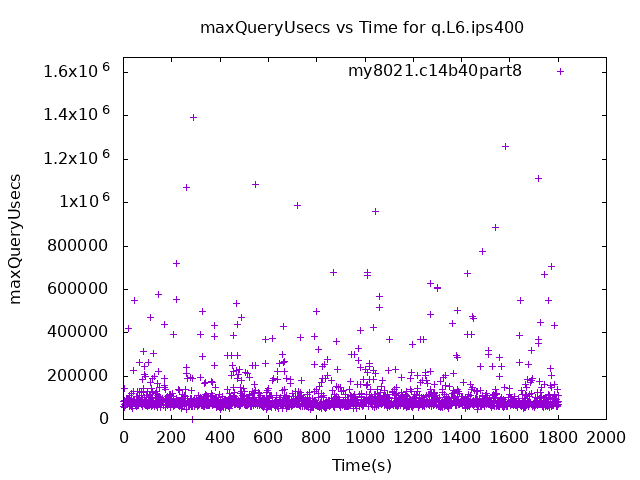 maxQueryUsecs vs Time for q.L6.ips400
my8021.c14b40part8
1.6x10^6
1.4x10^6
1.2x10^6
1x10^6
800000
600000
400000
200000
0
maxQueryUsecs
0 200 400 600 800 1000 1200 1400 1600 1800 2000
Time(s)